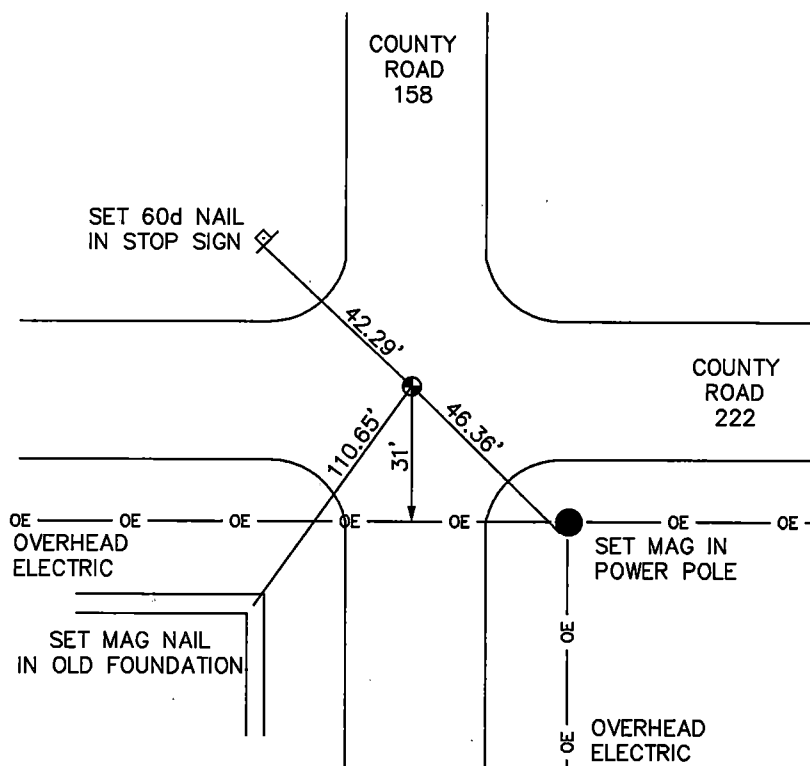 COUNTY
ROAD
158
SET 60d NAIL
IN STOP SIGN
42.29'
COUNTY
ROAD
222
110.65'
31'
46.36'
OE OE OE OE OE OE OE
OVERHEAD
ELECTRIC
SET MAG IN
POWER POLE
OE
SET MAG NAIL
IN OLD FOUNDATION
OE
OVERHEAD
ELECTRIC